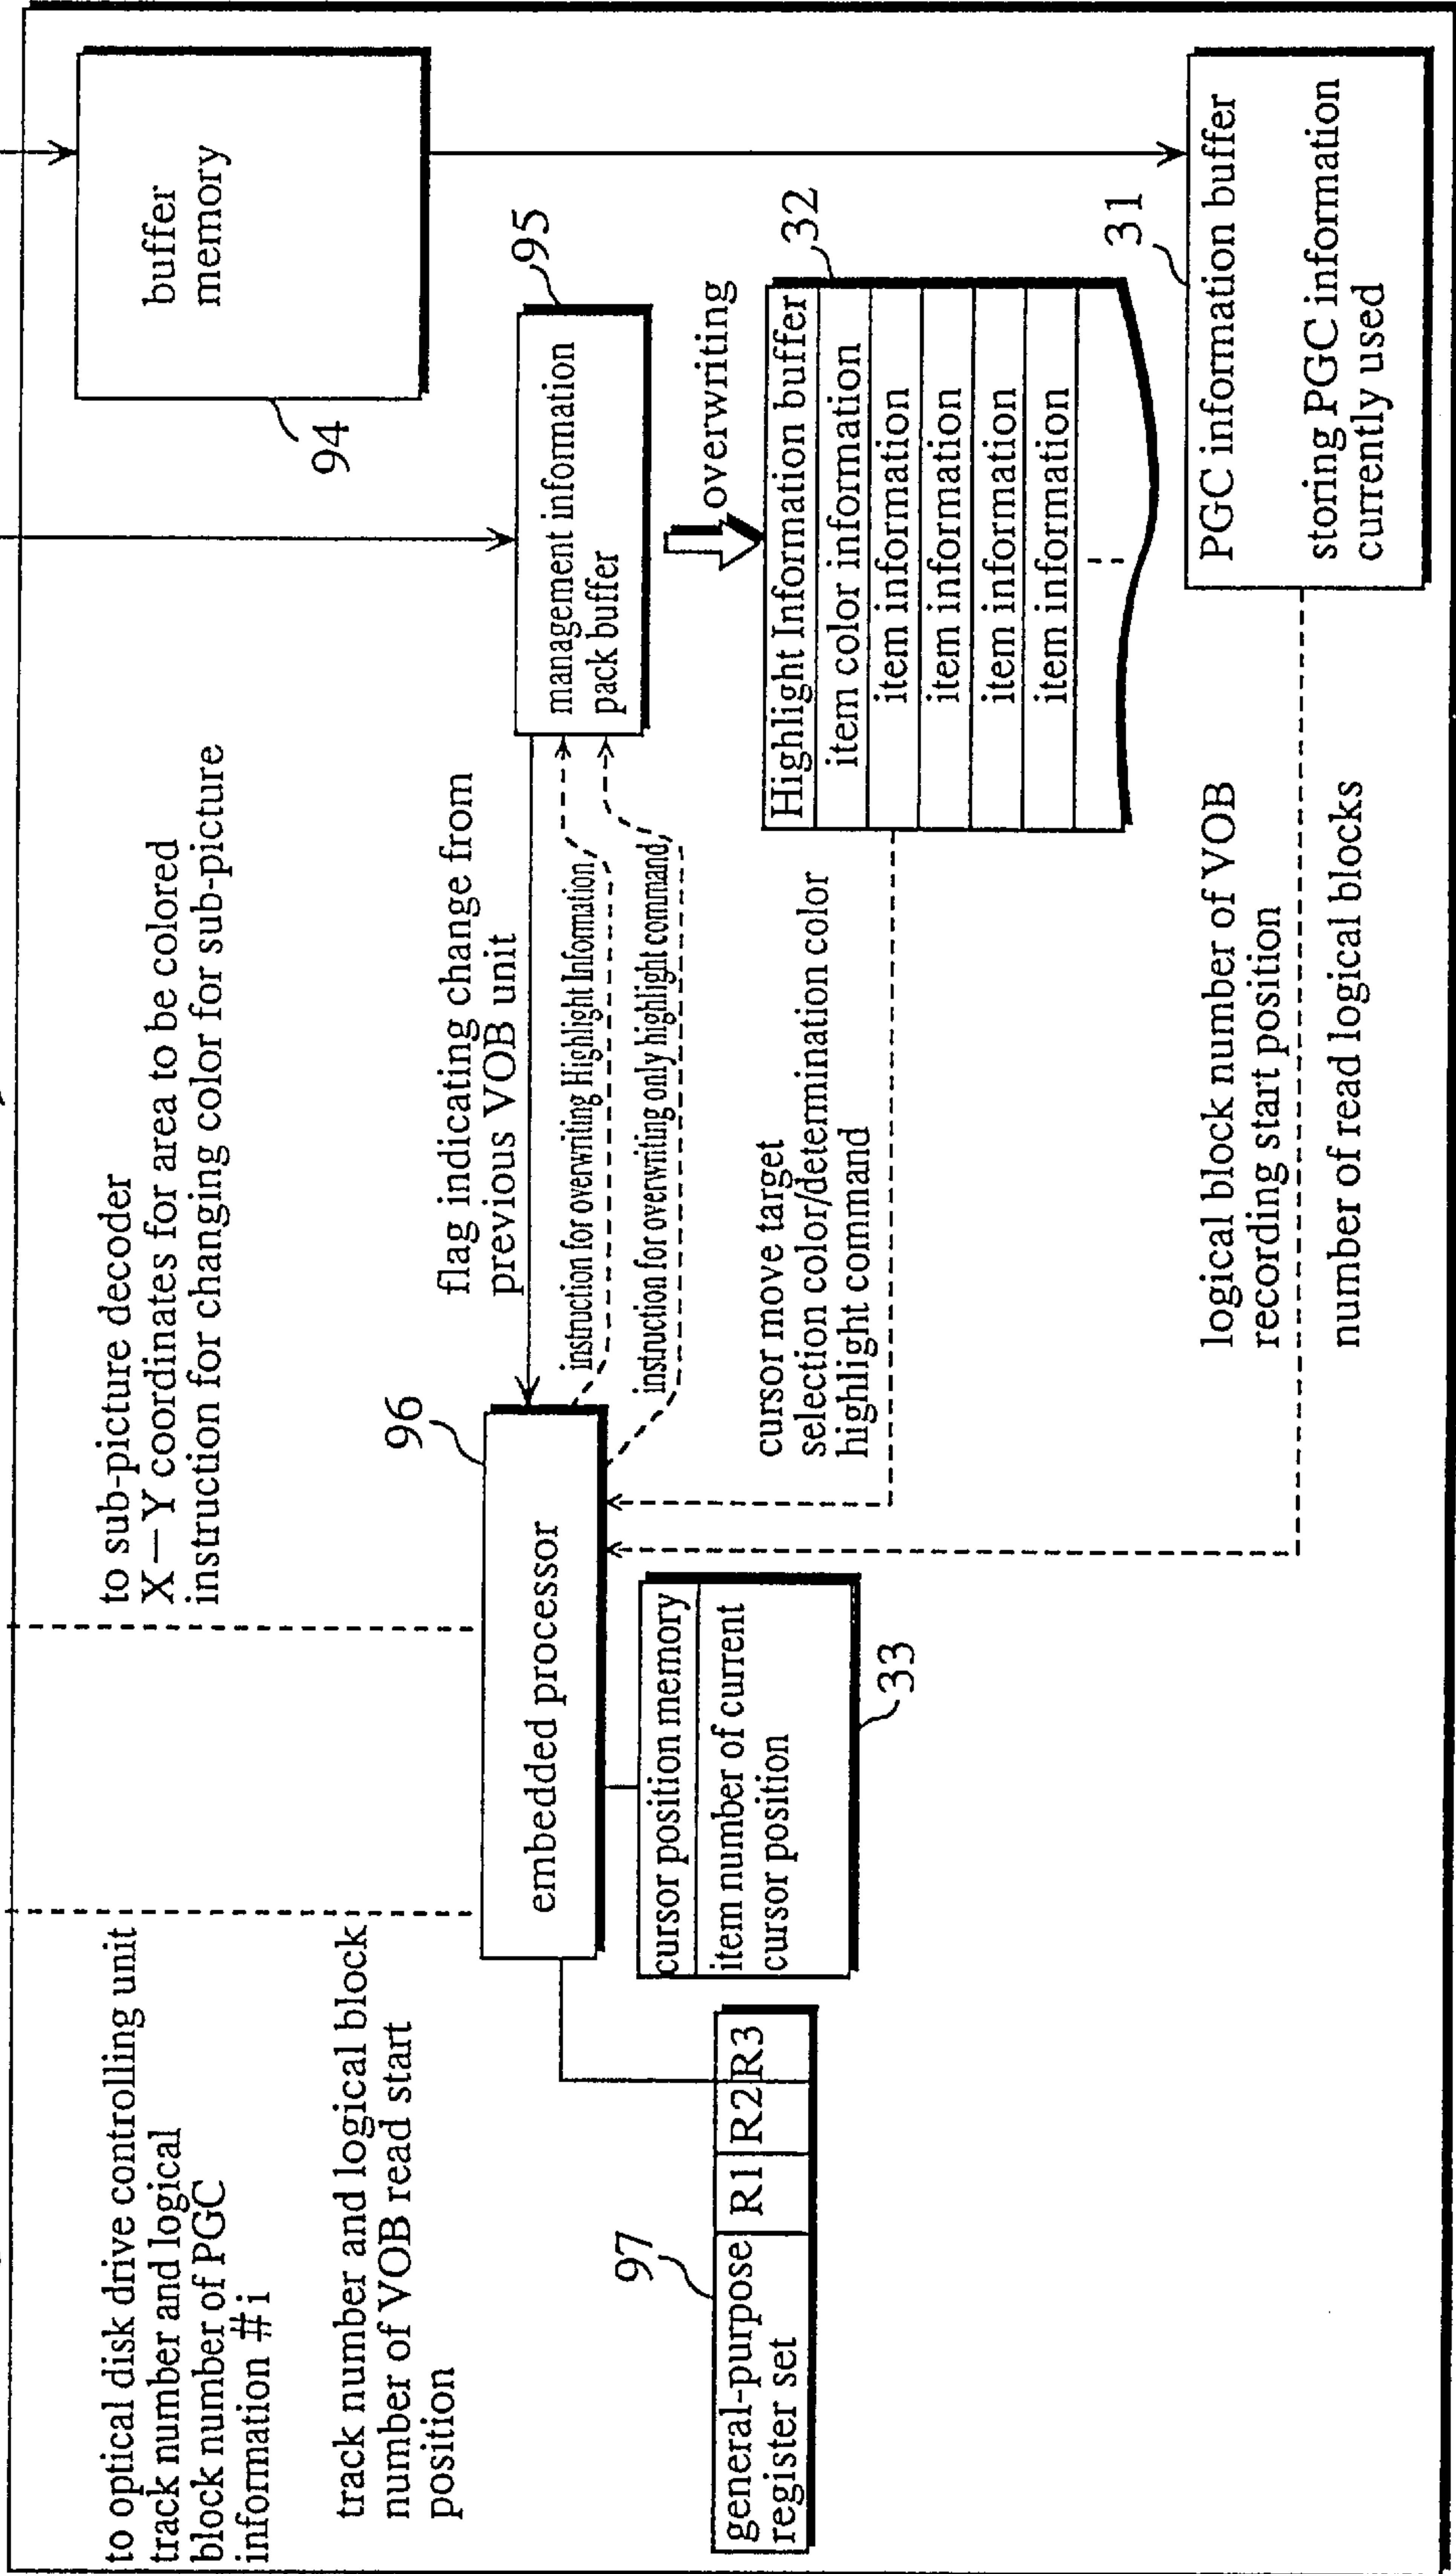 to optical disk drive controlling unit
track number and logical
block number of PGC
information #i
track number and logical block
number of VOB read start
position
to sub-picture decoder
X－Y coordinates for area to be colored
instruction for changing color for sub-picture
buffer
memory
94
95
management information
pack buffer
flag indicating change from
previous VOB unit
instruction for overwriting Highlight Information
instruction for overwriting only highlight command
96
embedded processor
overwriting
32
Highlight Information buffer
item color information
item information
item information
item information
item information
cursor move target
selection color/determination color
highlight command
cursor position memory
item number of current
cursor position
33
97
general-purpose
register set
R1
R2
R3
31
PGC information buffer
storing PGC information
currently used
logical block number of VOB
recording start position
number of read logical blocks